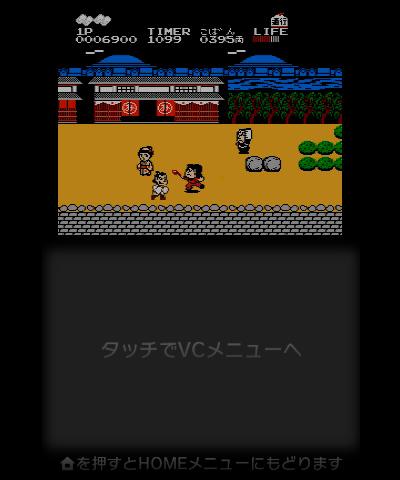 通行
1P TIMER こばん LIFE
0006900 1099 0395両
タッチでVCメニューへ
を押すとHOMEメニューにもどります